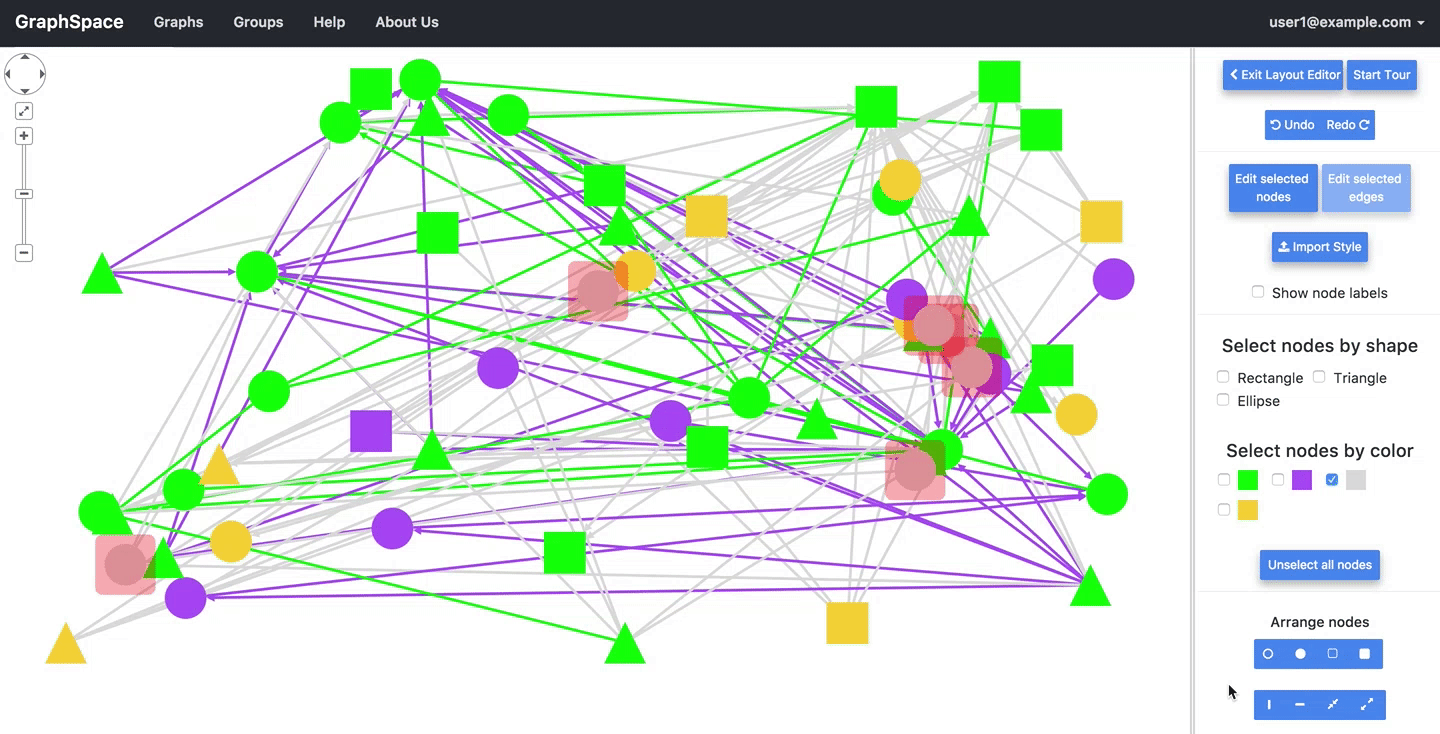 GraphSpace Graphs Groups Help About Us user1@example.com
Exit Layout Editor Start Tour
Undo Redo
Edit selected nodes Edit selected edges
Import Style
Show node labels
Select nodes by shape
Rectangle Triangle
Ellipse
Select nodes by color
Unselect all nodes
Arrange nodes